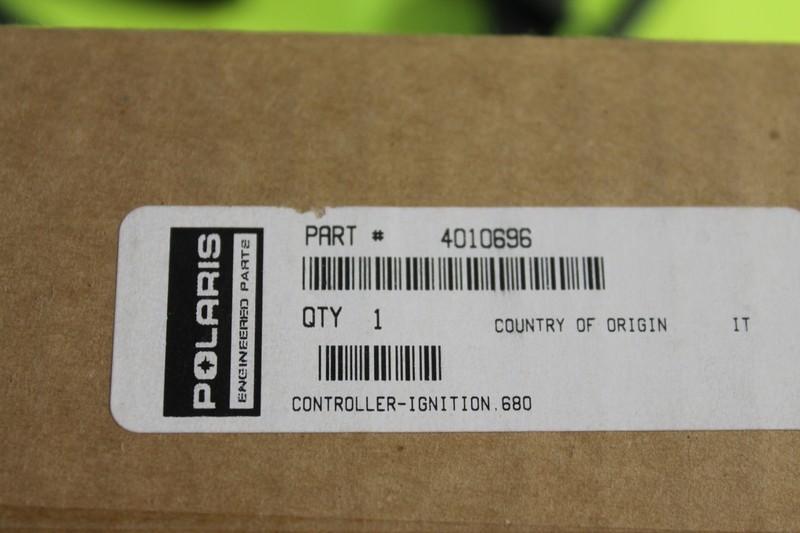 POLARIS
ENGINEERED PARTS
PART # 4010696
QTY 1
COUNTRY OF ORIGIN IT
CONTROLLER-IGNITION.680